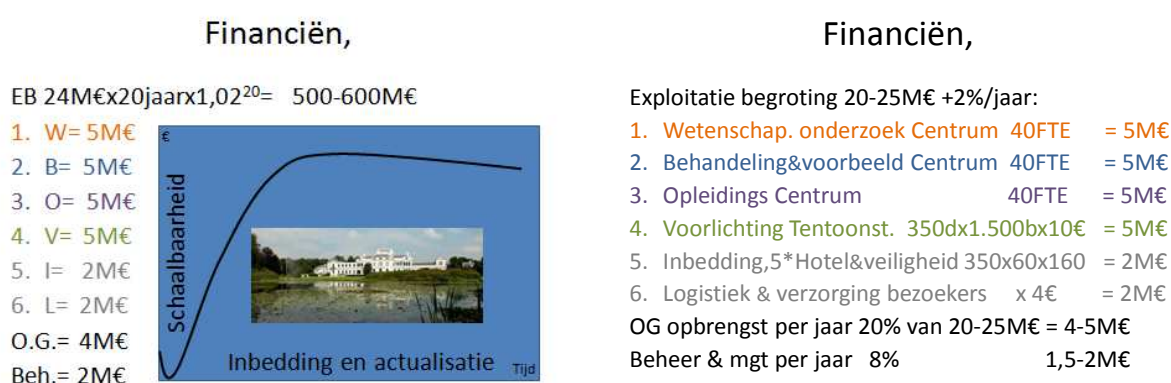 Financiën,
EB 24M€x20jaarx1,02²⁰= 500-600M€
1. W= 5M€
2. B= 5M€
3. O= 5M€
4. V= 5M€
5. I= 2M€
6. L= 2M€
O.G.= 4M€
Beh.= 2M€
€
Schaalbaarheid
Inbedding en actualisatie
Tijd
Financiën,
Exploitatie begroting 20-25M€ +2%/jaar:
1. Wetenschap. onderzoek Centrum 40FTE = 5M€
2. Behandeling&voorbeeld Centrum 40FTE = 5M€
3. Opleidings Centrum 40FTE = 5M€
4. Voorlichting Tentoonst. 350dx1.500bx10€ = 5M€
5. Inbedding,5*Hotel&veiligheid 350x60x160 = 2M€
6. Logistiek & verzorging bezoekers x 4€ = 2M€
OG opbrengst per jaar 20% van 20-25M€ = 4-5M€
Beheer & mgt per jaar 8% 1,5-2M€